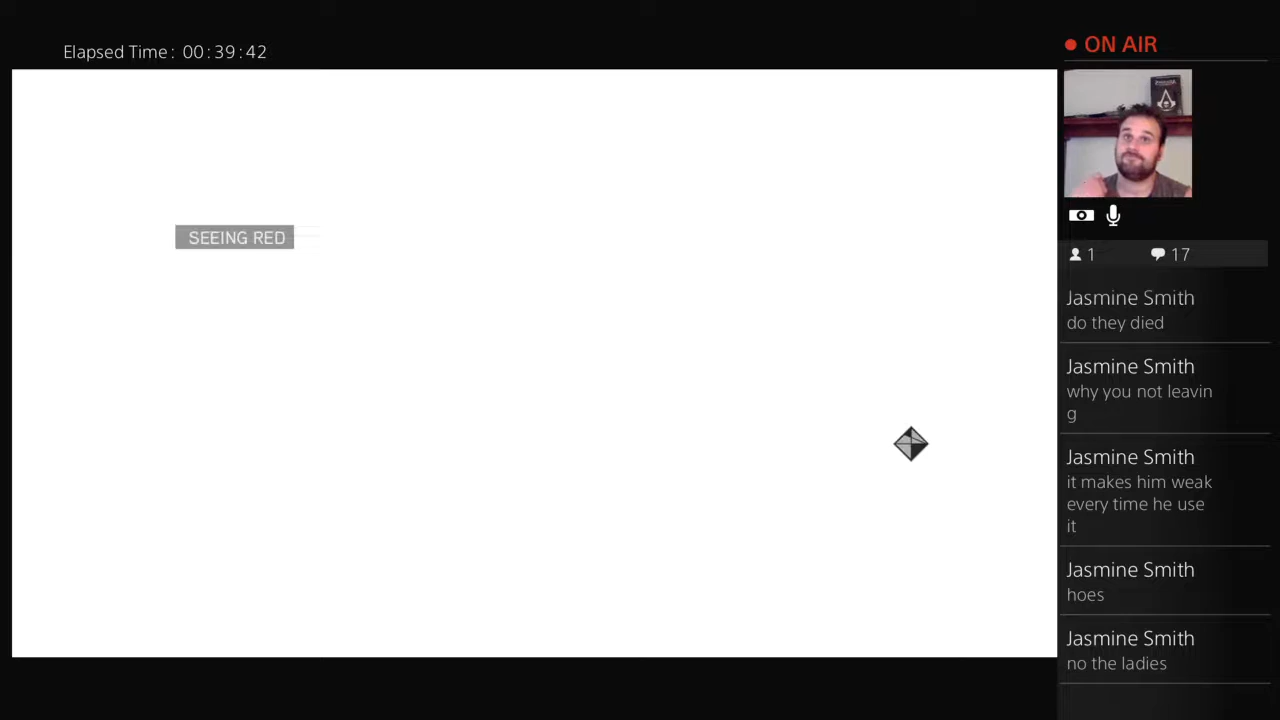 Elapsed Time: 00:39:42
ON AIR
SEEING RED
1 17
Jasmine Smith
do they died
Jasmine Smith
why you not leavin
g
Jasmine Smith
it makes him weak
every time he use
it
Jasmine Smith
hoes
Jasmine Smith
no the ladies